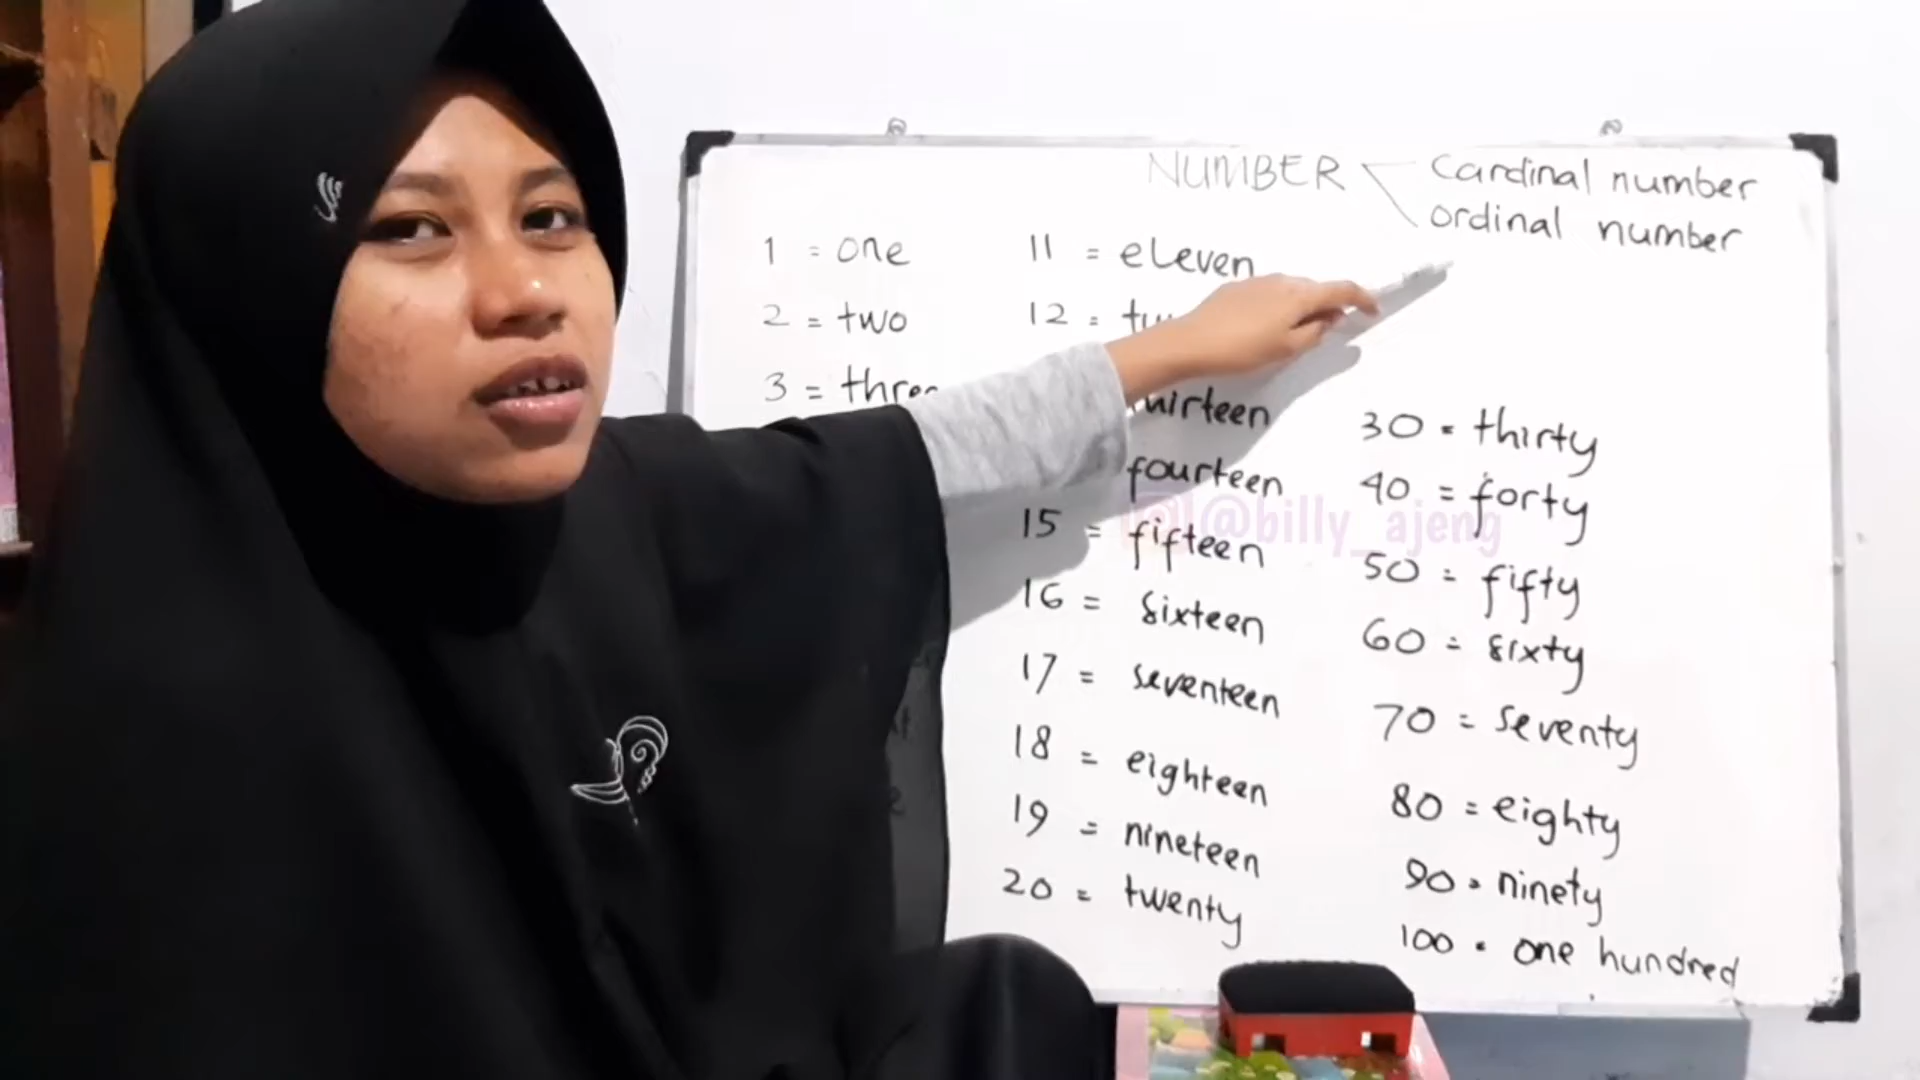 NUMBER
cardinal number
ordinal number
1 = one
2 = two
3 =
11 = eleven
12 =
fourteen
15 = fifteen
16 = sixteen
17 = seventeen
18 = eighteen
19 = nineteen
20 = twenty
30 = thirty
40 = forty
50 = fifty
60 = sixty
70 = seventy
80 = eighty
90 = ninety
100 = one hundred
@billy_ajeng